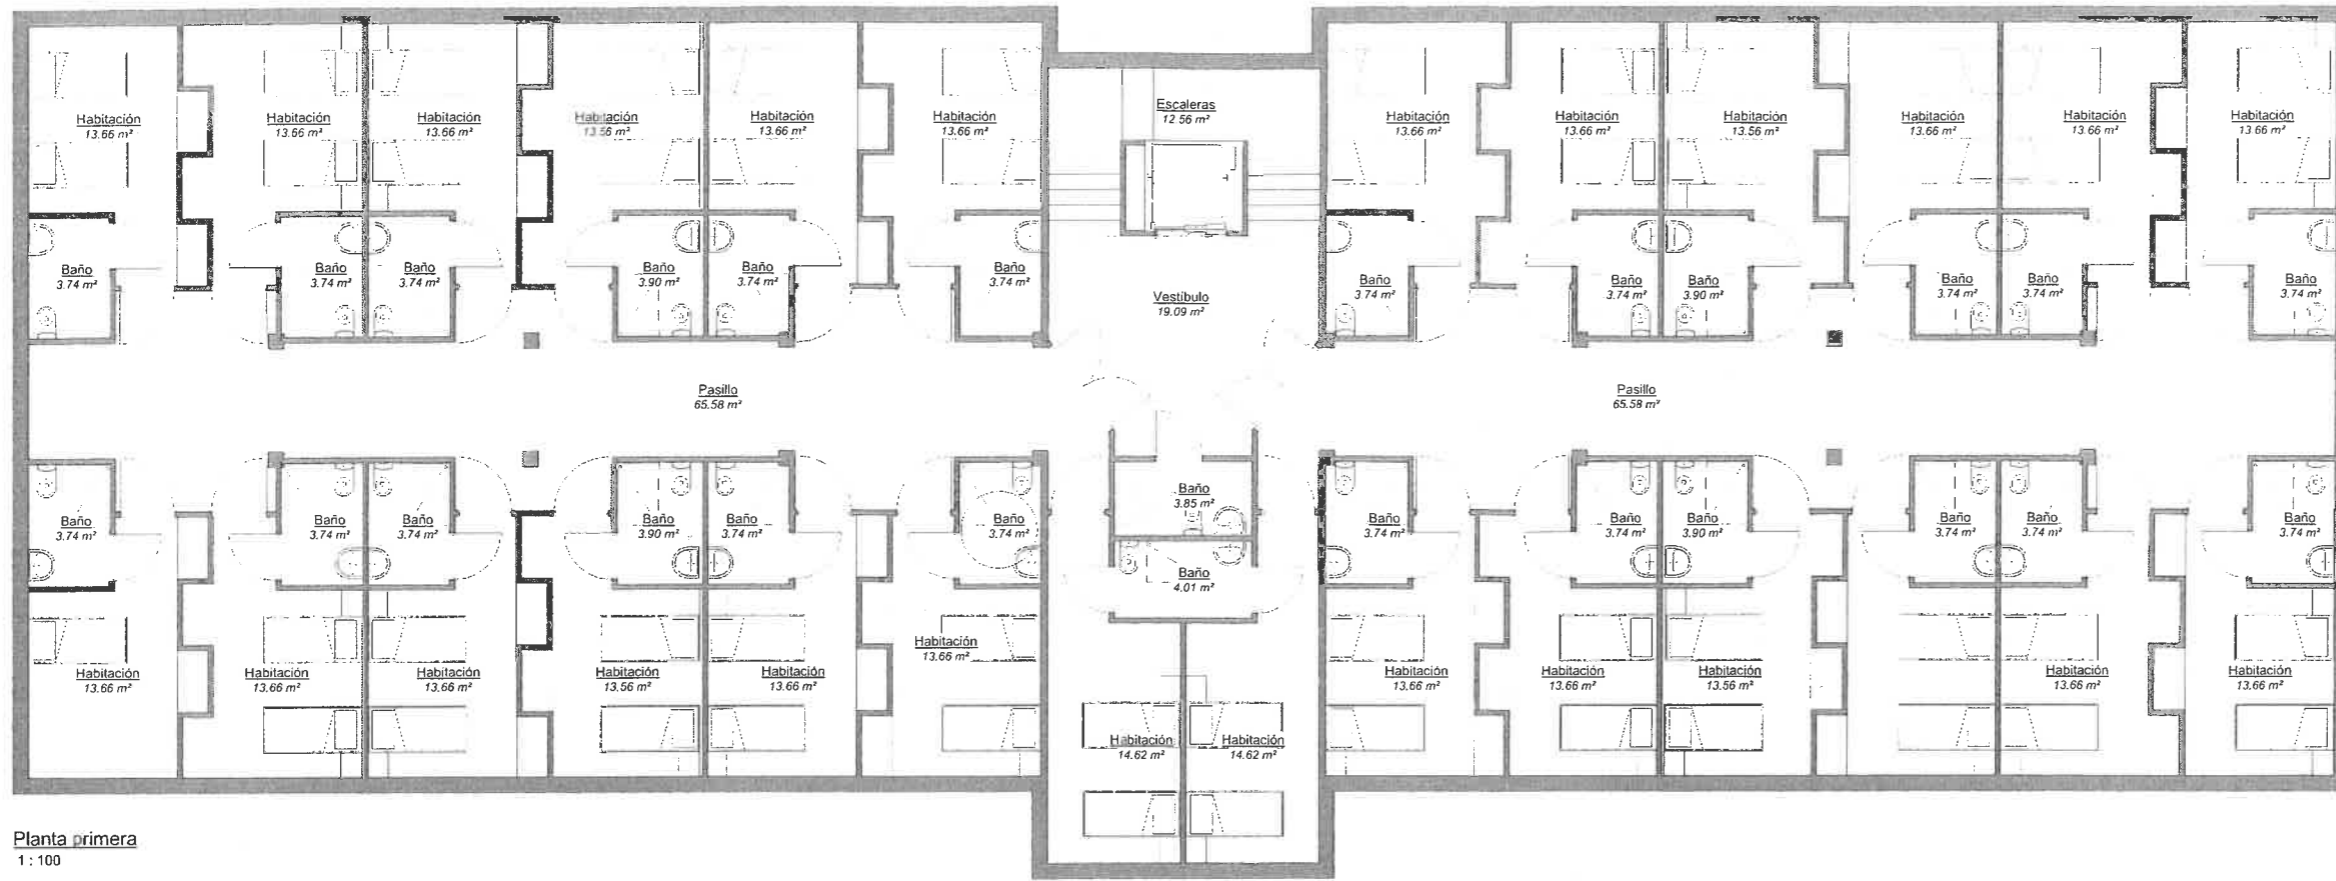 Habitación
13.66 m²
Habitación
13.66 m²
Habitación
13.66 m²
Habitación
13.56 m²
Habitación
13.66 m²
Habitación
13.66 m²
Escaleras
12.56 m²
Habitación
13.66 m²
Habitación
13.66 m²
Habitación
13.56 m²
Habitación
13.66 m²
Habitación
13.66 m²
Habitación
13.66 m²
Baño
3.74 m²
Baño
3.74 m²
Baño
3.74 m²
Baño
3.90 m²
Baño
3.74 m²
Baño
3.74 m²
Vestíbulo
19.09 m²
Baño
3.74 m²
Baño
3.74 m²
Baño
3.90 m²
Baño
3.74 m²
Baño
3.74 m²
Baño
3.74 m²
Pasillo
65.58 m²
Pasillo
65.58 m²
Baño
3.74 m²
Baño
3.74 m²
Baño
3.74 m²
Baño
3.90 m²
Baño
3.74 m²
Baño
3.74 m²
Baño
3.85 m²
Baño
4.01 m²
Baño
3.74 m²
Baño
3.74 m²
Baño
3.90 m²
Baño
3.74 m²
Baño
3.74 m²
Baño
3.74 m²
Habitación
13.66 m²
Habitación
13.66 m²
Habitación
13.66 m²
Habitación
13.56 m²
Habitación
13.66 m²
Habitación
13.66 m²
Habitación
14.62 m²
Habitación
14.62 m²
Habitación
13.66 m²
Habitación
13.66 m²
Habitación
13.56 m²
Habitación
13.66 m²
Habitación
13.66 m²
Planta primera
1 : 100